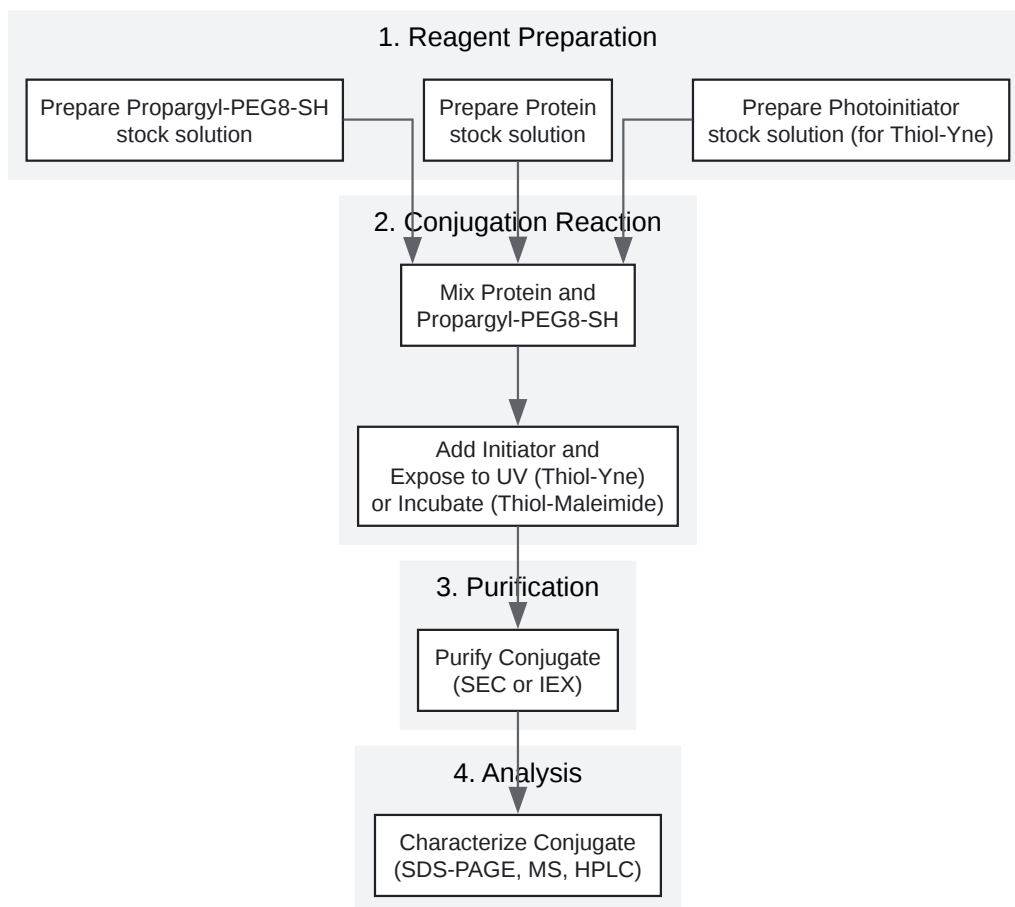 1. Reagent Preparation
Prepare Propargyl-PEG8-SH
stock solution
Prepare Protein
stock solution
Prepare Photoinitiator
stock solution (for Thiol-Yne)
2. Conjugation Reaction
Mix Protein and
Propargyl-PEG8-SH
Add Initiator and
Expose to UV (Thiol-Yne)
or Incubate (Thiol-Maleimide)
3. Purification
Purify Conjugate
(SEC or IEX)
4. Analysis
Characterize Conjugate
(SDS-PAGE, MS, HPLC)